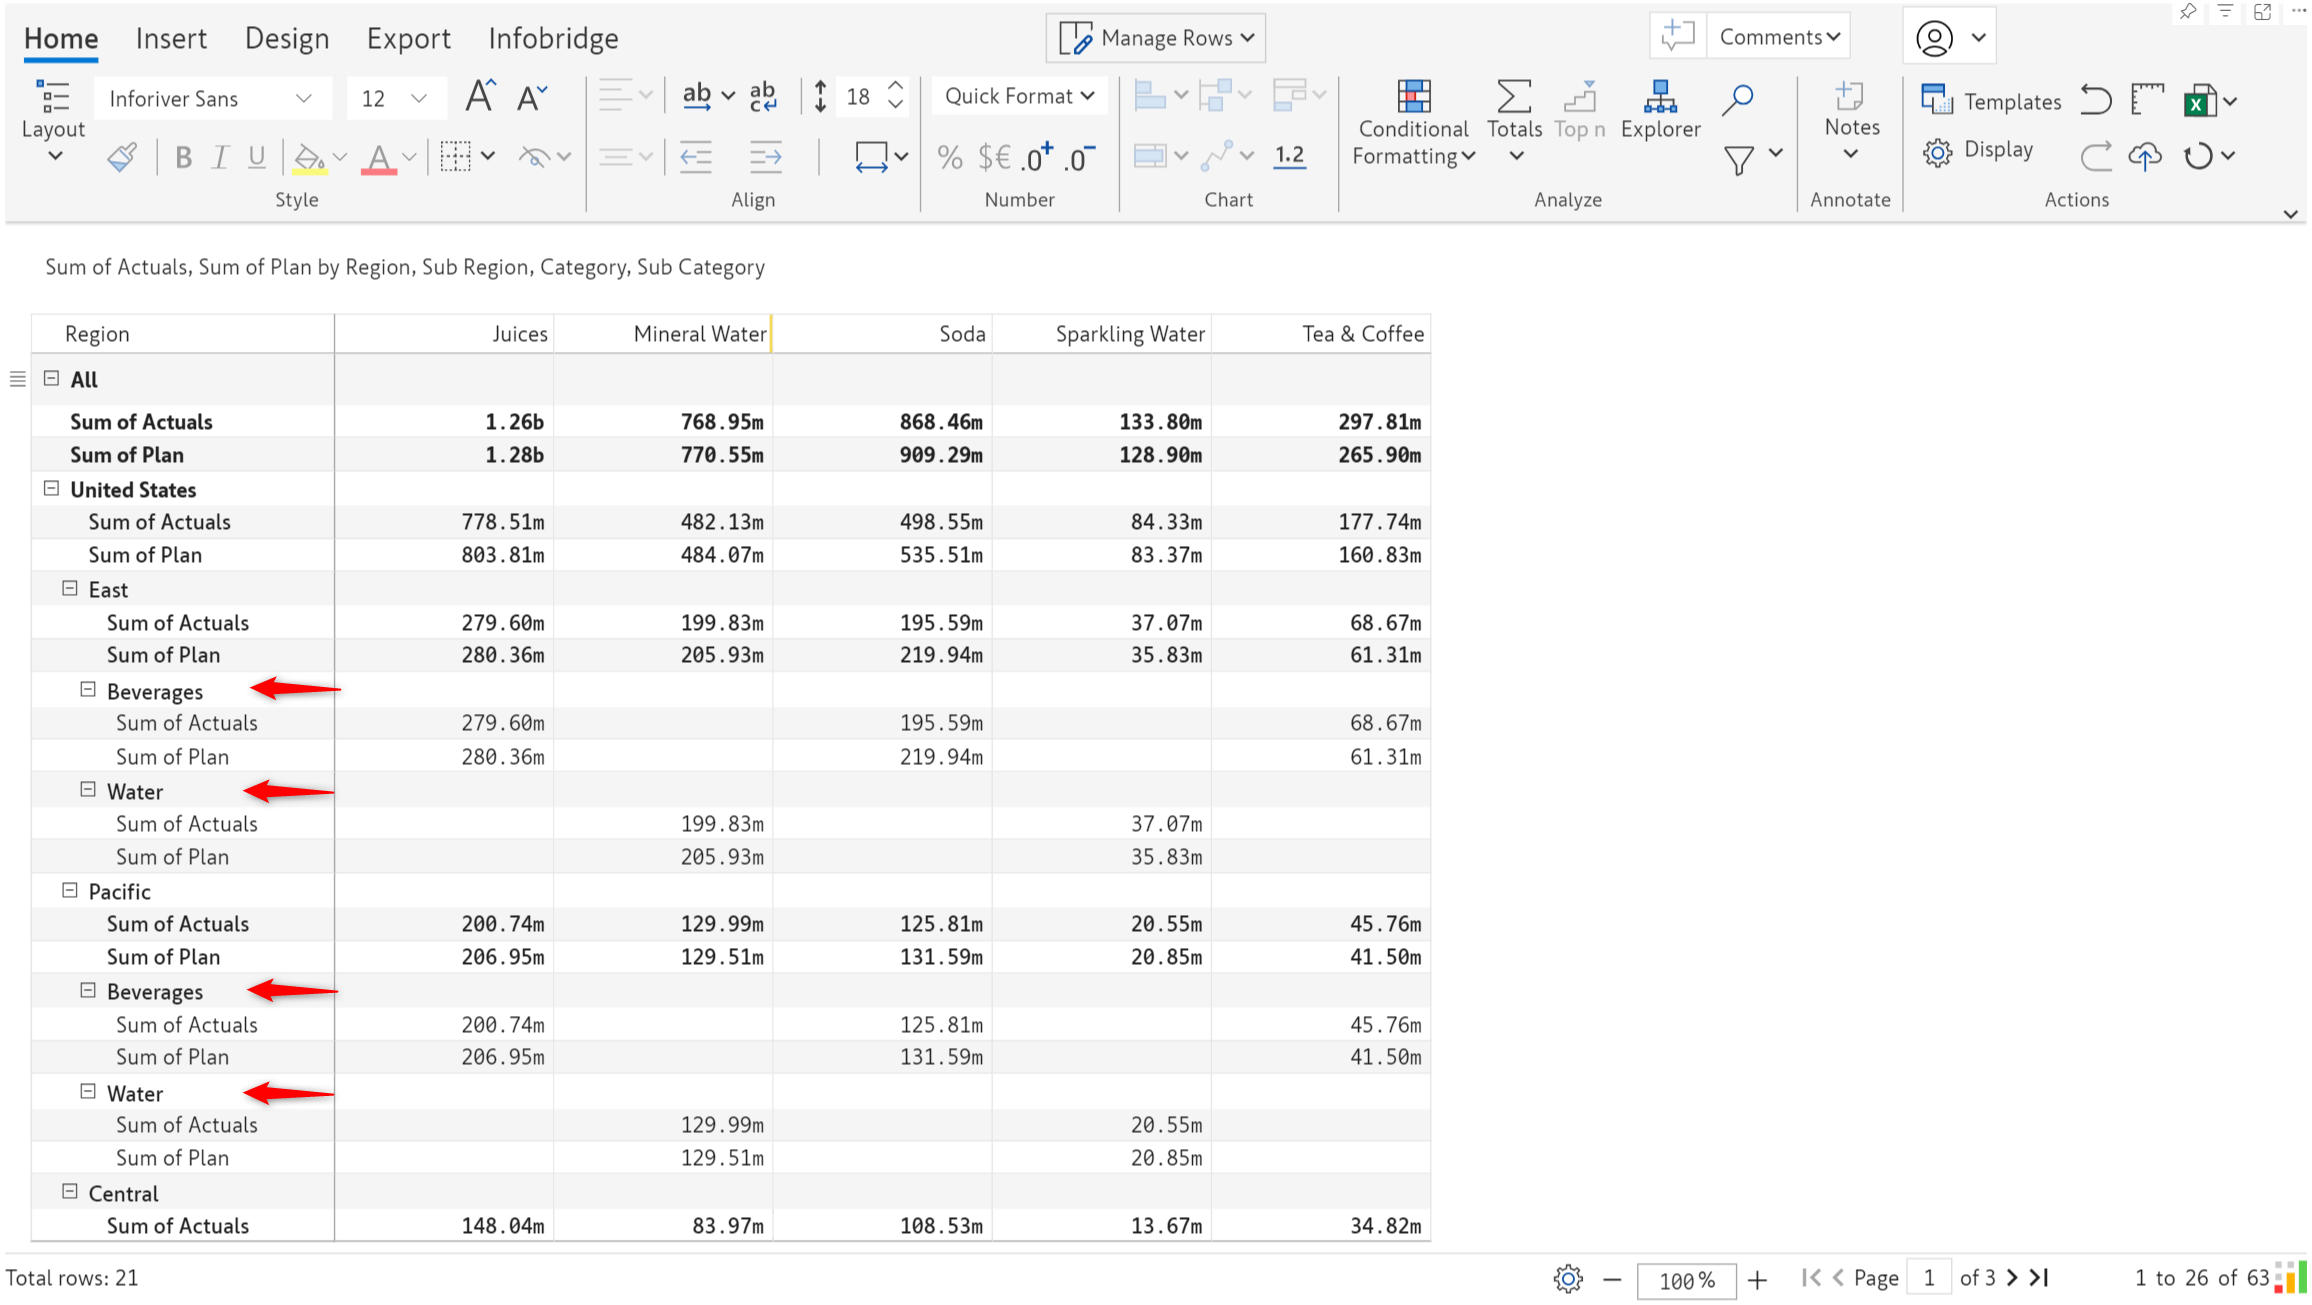 Home Insert Design Export Infobridge Manage Rows Comments
Layout Inforiver Sans 12 A A ab ab c 18 Quick Format Conditional Formatting Totals Top n Explorer Notes Templates
B I U A % $€ .0+ .0- 1.2 Display
Style Align Number Chart Analyze Annotate Actions
Sum of Actuals, Sum of Plan by Region, Sub Region, Category, Sub Category
Region Juices Mineral Water Soda Sparkling Water Tea & Coffee
All
Sum of Actuals 1.26b 768.95m 868.46m 133.80m 297.81m
Sum of Plan 1.28b 770.55m 909.29m 128.90m 265.90m
United States
Sum of Actuals 778.51m 482.13m 498.55m 84.33m 177.74m
Sum of Plan 803.81m 484.07m 535.51m 83.37m 160.83m
East
Sum of Actuals 279.60m 199.83m 195.59m 37.07m 68.67m
Sum of Plan 280.36m 205.93m 219.94m 35.83m 61.31m
Beverages
Sum of Actuals 279.60m 195.59m 68.67m
Sum of Plan 280.36m 219.94m 61.31m
Water
Sum of Actuals 199.83m 37.07m
Sum of Plan 205.93m 35.83m
Pacific
Sum of Actuals 200.74m 129.99m 125.81m 20.55m 45.76m
Sum of Plan 206.95m 129.51m 131.59m 20.85m 41.50m
Beverages
Sum of Actuals 200.74m 125.81m 45.76m
Sum of Plan 206.95m 131.59m 41.50m
Water
Sum of Actuals 129.99m 20.55m
Sum of Plan 129.51m 20.85m
Central
Sum of Actuals 148.04m 83.97m 108.53m 13.67m 34.82m
Total rows: 21 100% Page 1 of 3 1 to 26 of 63